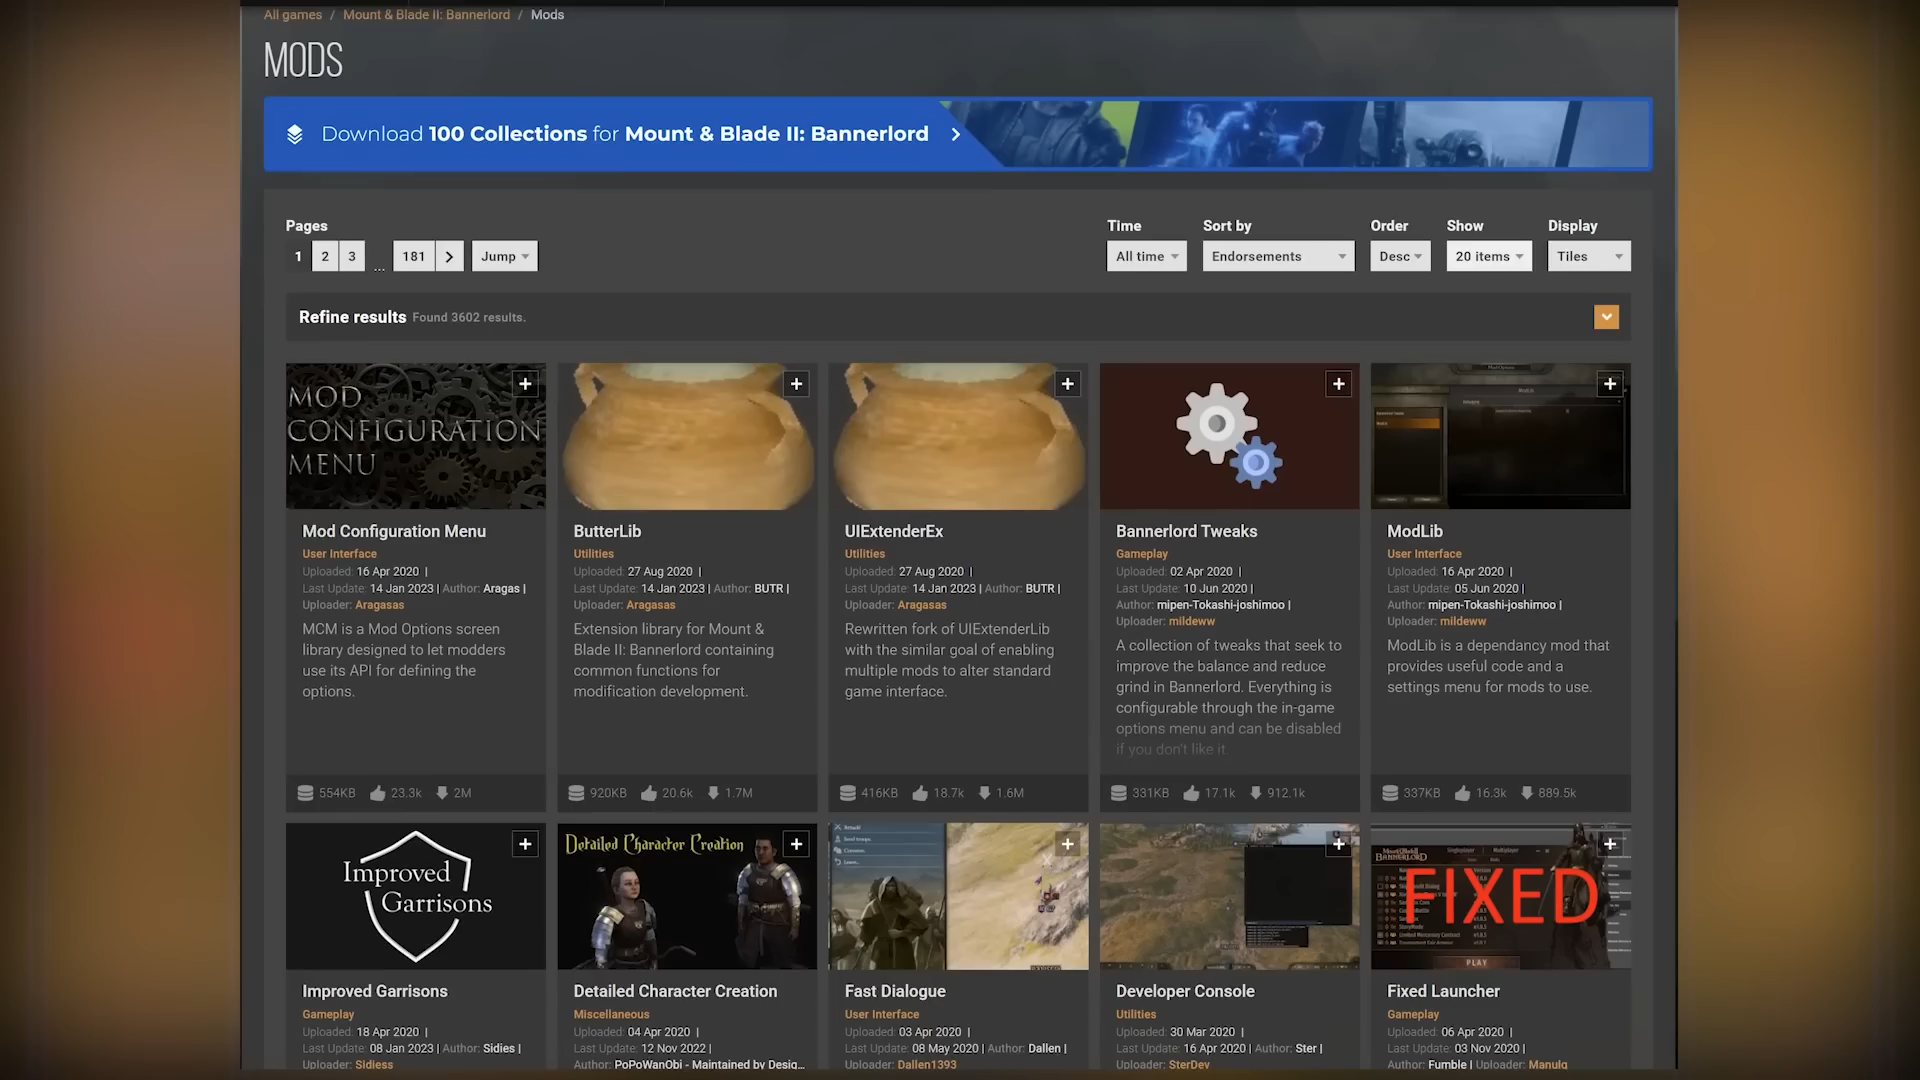 All games / Mount & Blade II: Bannerlord / Mods
MODS
Download 100 Collections for Mount & Blade II: Bannerlord
Pages
Time
Sort by
Order
Show
Display
1 2 3 ... 181 > Jump
All time
Endorsements
Desc
20 items
Tiles
Refine results Found 3602 results.
MOD
CONFIGURATION
MENU
Mod Configuration Menu
User Interface
Uploaded: 16 Apr 2020 |
Last Update: 14 Jan 2023 | Author: Aragas |
Uploader: Aragasas
MCM is a Mod Options screen
library designed to let modders
use its API for defining the
options.
554KB 23.3k 2M
ButterLib
Utilities
Uploaded: 27 Aug 2020 |
Last Update: 14 Jan 2023 | Author: BUTR |
Uploader: Aragasas
Extension library for Mount &
Blade II: Bannerlord containing
common functions for
modification development.
920KB 20.6k 1.7M
UIExtenderEx
Utilities
Uploaded: 27 Aug 2020 |
Last Update: 14 Jan 2023 | Author: BUTR |
Uploader: Aragasas
Rewritten fork of UIExtenderLib
with the similar goal of enabling
multiple mods to alter standard
game interface.
416KB 18.7k 1.6M
Bannerlord Tweaks
Gameplay
Uploaded: 02 Apr 2020 |
Last Update: 10 Jun 2020 |
Author: mipen-Tokashi-joshimoo |
Uploader: mildeww
A collection of tweaks that seek to
improve the balance and reduce
grind in Bannerlord. Everything is
configurable through the in-game
options menu and can be disabled
if you don't like it.
331KB 17.1k 912.1k
ModLib
User Interface
Uploaded: 16 Apr 2020 |
Last Update: 05 Jun 2020 |
Author: mipen-Tokashi-joshimoo |
Uploader: mildeww
ModLib is a dependancy mod that
provides useful code and a
settings menu for mods to use.
337KB 16.3k 889.5k
Improved
Garrisons
Improved Garrisons
Gameplay
Uploaded: 18 Apr 2020 |
Last Update: 08 Jan 2023 | Author: Sidies |
Uploader: Sidiess
Detailed Character Creation
Detailed Character Creation
Miscellaneous
Uploaded: 04 Apr 2020 |
Last Update: 12 Nov 2022 |
Author: PoPoWanObi - Maintained by Desig...
Fast Dialogue
User Interface
Uploaded: 03 Apr 2020 |
Last Update: 08 May 2020 | Author: Dallen |
Uploader: Dallen1393
Developer Console
Utilities
Uploaded: 30 Mar 2020 |
Last Update: 16 Apr 2020 | Author: Ster |
Uploader: SterDev
BANNERLORD
FIXED
PLAY
Fixed Launcher
Gameplay
Uploaded: 06 Apr 2020 |
Last Update: 03 Nov 2020 |
Author: Fumble | Uploader: Manulq